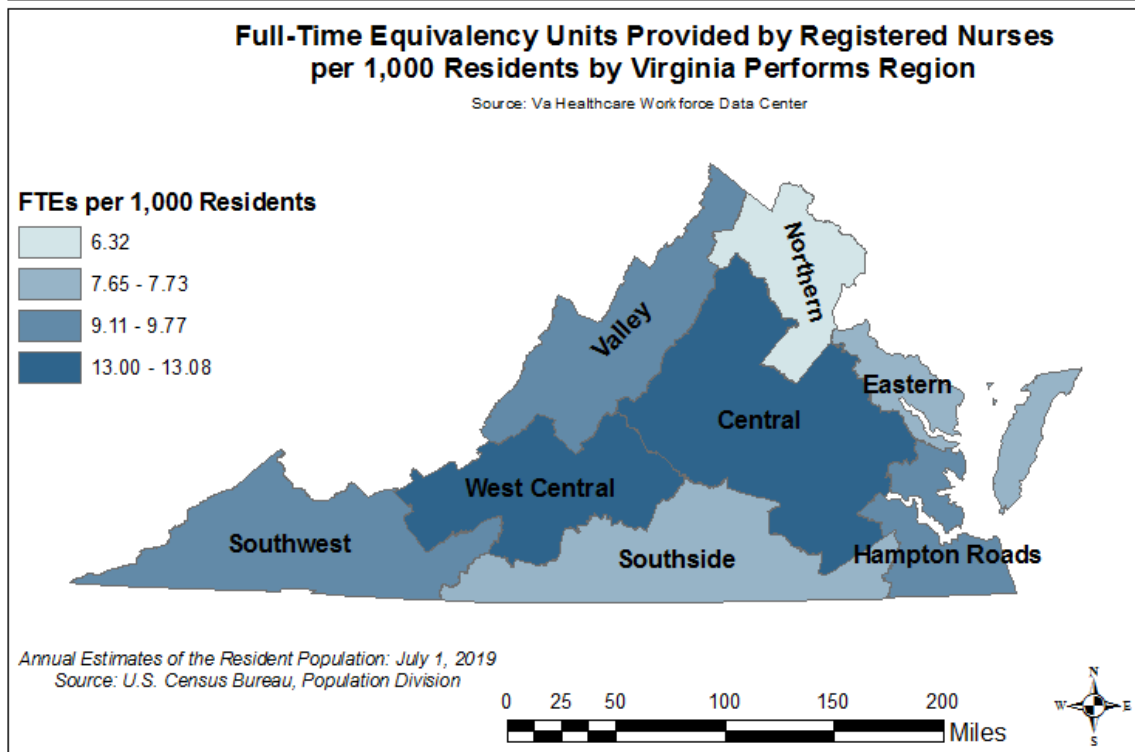 Full-Time Equivalency Units Provided by Registered Nurses
per 1,000 Residents by Virginia Performs Region
Source: Va Healthcare Workforce Data Center
FTEs per 1,000 Residents
6.32
7.65 - 7.73
9.11 - 9.77
13.00 - 13.08
Northern
Valley
Eastern
Central
West Central
Southwest
Southside
Hampton Roads
Annual Estimates of the Resident Population: July 1, 2019
Source: U.S. Census Bureau, Population Division
0 25 50 100 150 200
Miles
N
W E
S